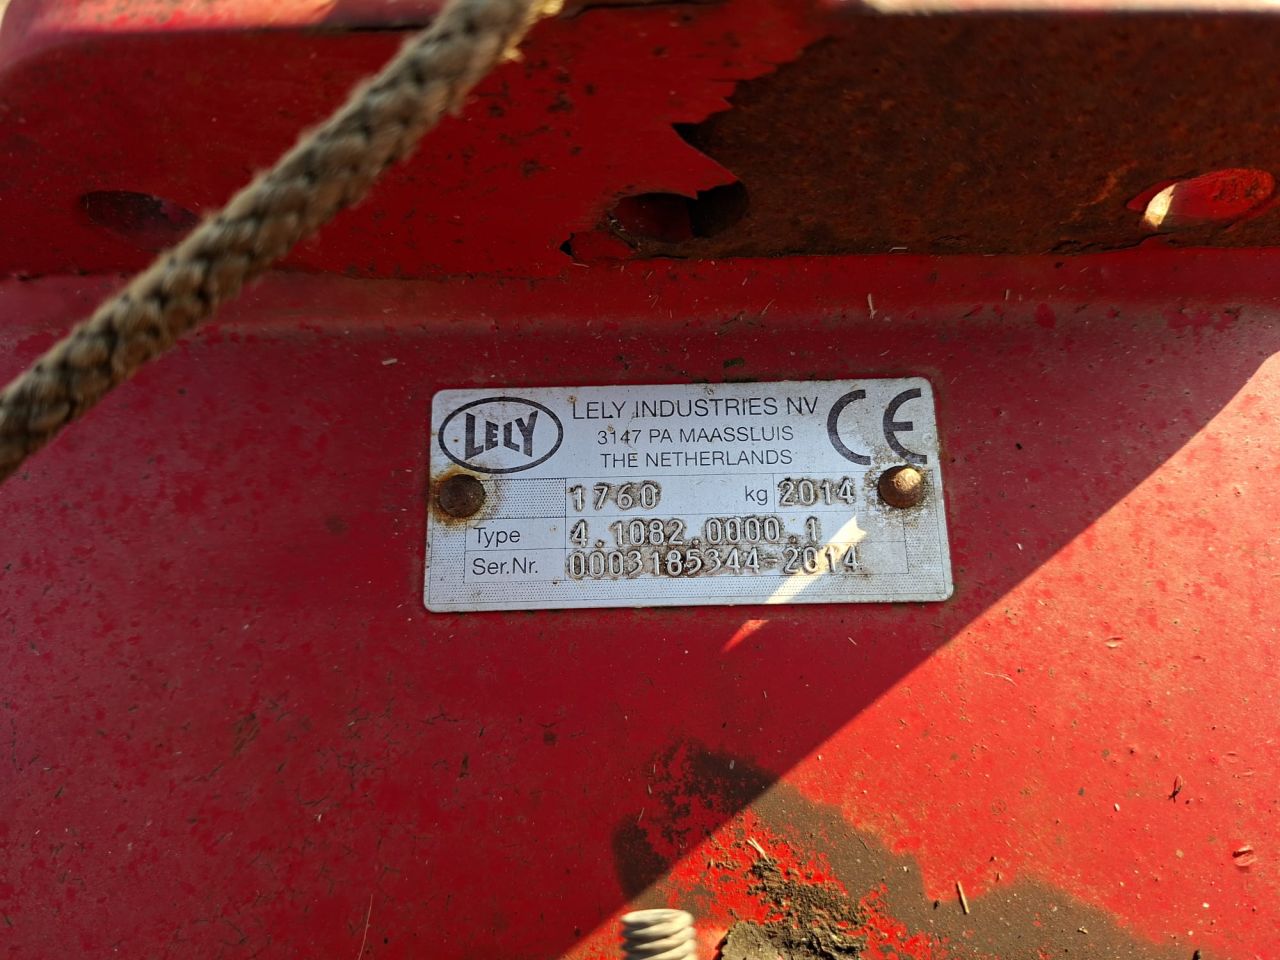 LELY
LELY INDUSTRIES NV
3147 PA MAASSLUIS
THE NETHERLANDS
CE
1760 kg 2014
Type 4.1082.0000.1
Ser.Nr. 0003185344-2014